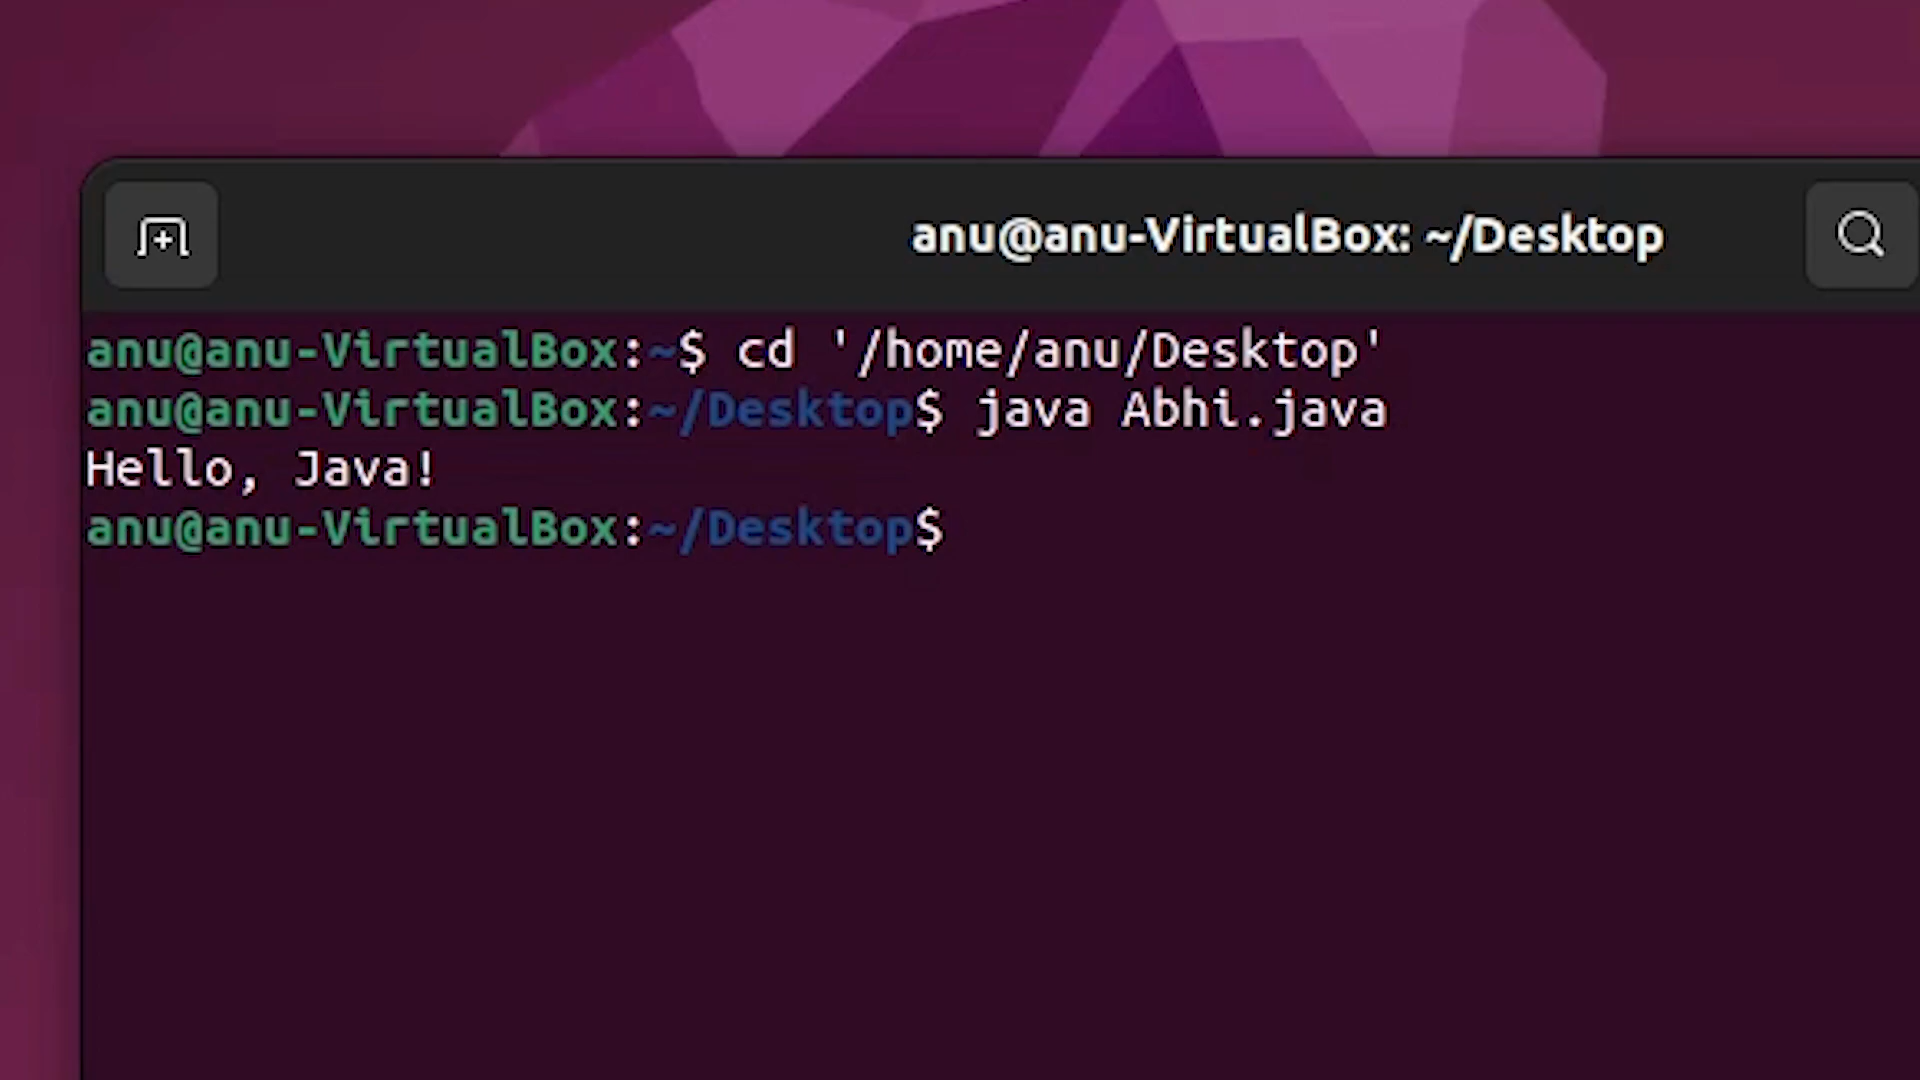 anu@anu-VirtualBox: ~/Desktop
anu@anu-VirtualBox:~$ cd '/home/anu/Desktop'
anu@anu-VirtualBox:~/Desktop$ java Abhi.java
Hello, Java!
anu@anu-VirtualBox:~/Desktop$